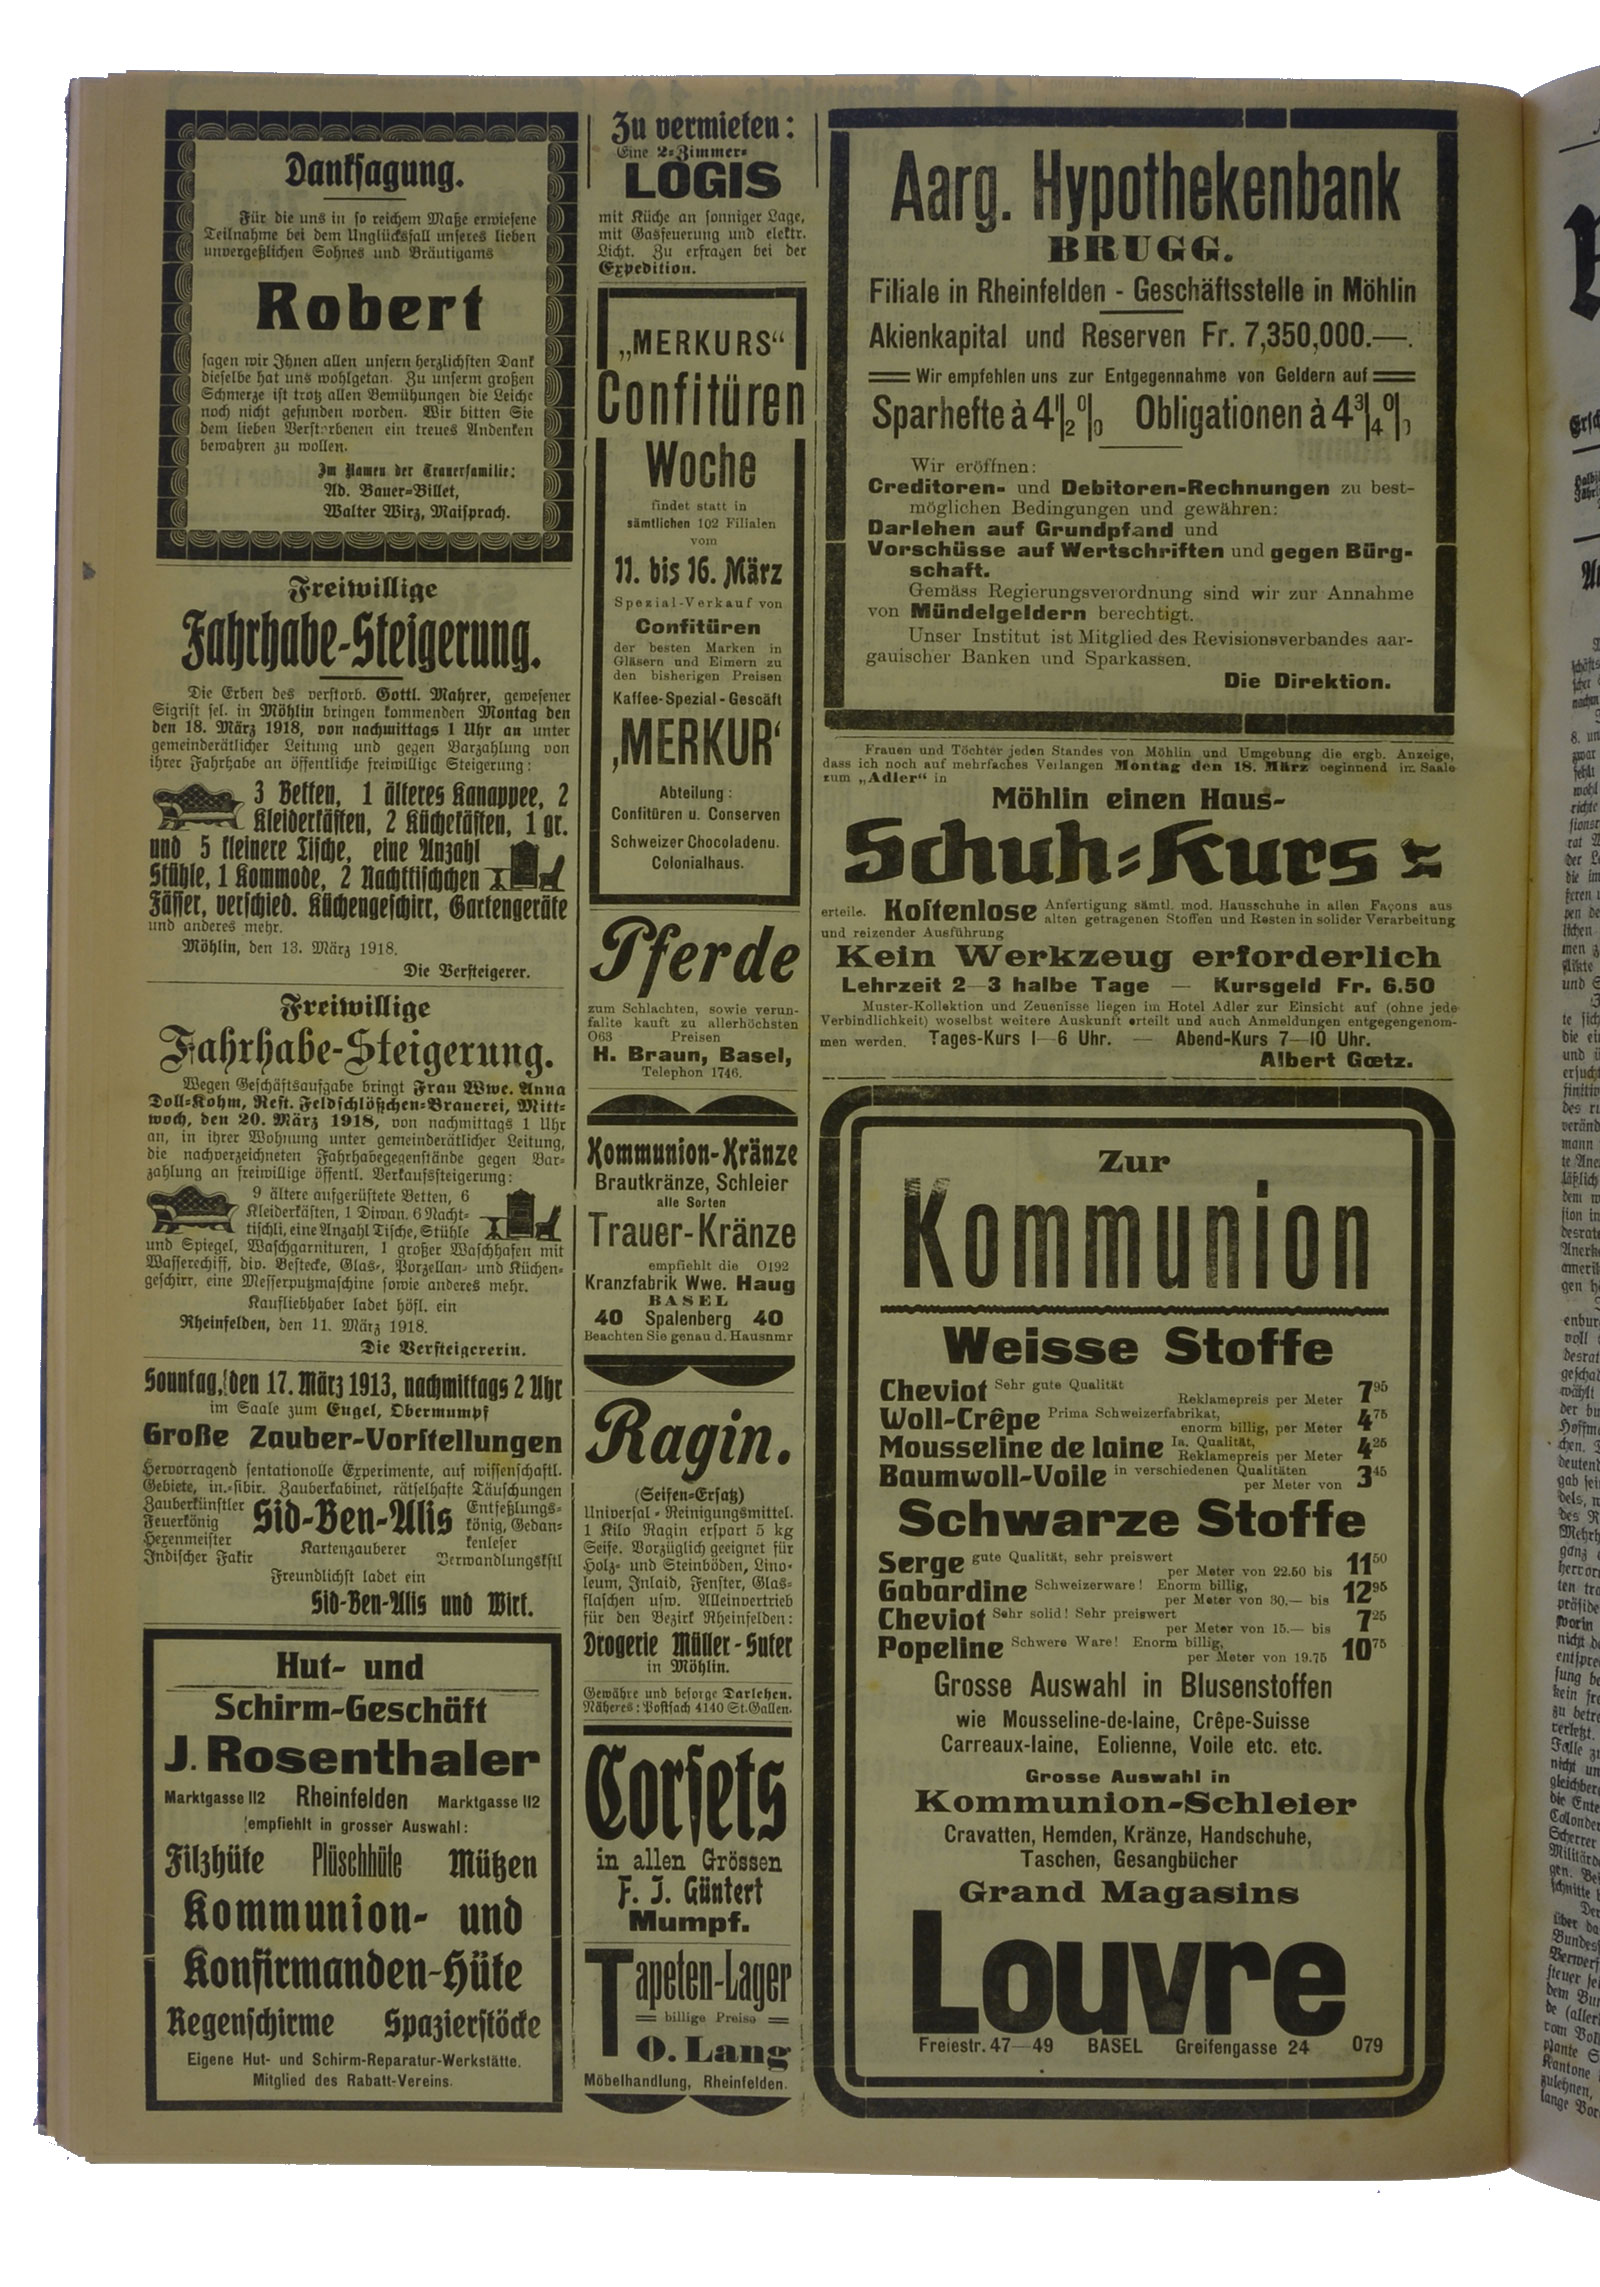 Danksagung.
Für die uns in so reichem Maße erwiesene
Teilnahme bei dem Unglücksfall unseres lieben
unvergeßlichen Sohnes und Bräutigams
Robert
sagen wir Ihnen allen unsern herzlichsten Dank
dieselbe hat uns wohlgetan. Zu unserm großen
Schmerze ist trotz allen Bemühungen die Leiche
noch nicht gefunden worden. Wir bitten Sie
dem lieben Verstorbenen ein treues Andenken
bewahren zu wollen.
Im Namen der Trauerfamilie:
Ad. Bauer-Billet,
Walter Wirz, Maisprach.
Freiwillige
Fahrhabe-Steigerung.
Die Erben des verstorb. Gottl. Mahrer, gewesener
Sigrist sel. in Möhlin bringen kommenden Montag den
den 18. März 1918, von nachmittags 1 Uhr an unter
gemeinderätlicher Leitung und gegen Barzahlung von
ihrer Fahrhabe an öffentliche freiwillige Steigerung:
3 Betten, 1 älteres Kanappee, 2
Kleiderkästen, 2 Küchekästen, 1 gr.
und 5 kleinere Tische, eine Anzahl
Stühle, 1 Kommode, 2 Nachttischchen
Fässer, verschied. Küchengeschirr, Gartengeräte
und anderes mehr.
Möhlin, den 13. März 1918.
Die Versteigerer.
Freiwillige
Fahrhabe-Steigerung.
Wegen Geschäftsaufgabe bringt Frau Wwe. Anna
Doll-Kohm, Rest. Feldschlößchen-Brauerei, Mitt-
woch, den 20. März 1918, von nachmittags 1 Uhr
an, in ihrer Wohnung unter gemeinderätlicher Leitung,
die nachverzeichneten Fahrhabegegenstände gegen Bar-
zahlung an freiwillige öffentl. Verkaufssteigerung:
9 ältere aufgerüstete Betten, 6
Kleiderkästen, 1 Diwan. 6 Nacht-
tischli, eine Anzahl Tische, Stühle
und Spiegel, Waschgarnituren, 1 großer Waschhafen mit
Wasserschiff, div. Bestecke, Glas-, Porzellan- und Küchen-
geschirr, eine Messerputzmaschine sowie anderes mehr.
Kaufliebhaber ladet höfl. ein
Rheinfelden, den 11. März 1918.
Die Versteigererin.
Sonntag, den 17. März 1913, nachmittags 2 Uhr
im Saale zum Engel, Obermumpf
Große Zauber-Vorstellungen
Hervorragend sentationolle Experimente, auf wissenschaftl.
Gebiete, in.-sibir. Zauberkabinet, rätselhafte Täuschungen
Zauberkünstler
Feuerkönig
Hexenmeister
Indischer Fakir
Sid-Ben-Alis
Kartenzauberer
Entfeßlungs-
könig, Gedan-
kenleser
Verwandlungskstl
Freundlichst ladet ein
Sid-Ben-Alis und Wirt.
Hut- und
Schirm-Geschäft
J. Rosenthaler
Marktgasse 112 Rheinfelden Marktgasse 112
empfiehlt in grosser Auswahl:
Filzhüte Plüschhüte Mützen
Kommunion- und
Konfirmanden-Hüte
Regenschirme Spazierstöcke
Eigene Hut- und Schirm-Reparatur-Werkstätte.
Mitglied des Rabatt-Vereins.
Zu vermieten:
Eine 2-Zimmer-
LOGIS
mit Küche an sonniger Lage,
mit Gasfeuerung und elektr.
Licht. Zu erfragen bei der
Expedition.
„MERKURS“
Confitüren
Woche
findet statt in
sämtlichen 102 Filialen
vom
11. bis 16. März
Spezial-Verkauf von
Confitüren
der besten Marken in
Gläsern und Eimern zu
den bisherigen Preisen
Kaffee-Spezial-Gescäft
‚MERKUR‘
Abteilung:
Confitüren u. Conserven
Schweizer Chocoladenu.
Colonialhaus.
Pferde
zum Schlachten, sowie verun-
falite kauft zu allerhöchsten
O63 Preisen
H. Braun, Basel,
Telephon 1746.
Kommunion-Kränze
Brautkränze, Schleier
alle Sorten
Trauer-Kränze
empfiehlt die O192
Kranzfabrik Wwe. Haug
BASEL
40 Spalenberg 40
Beachten Sie genau d. Hausnmr
Ragin.
(Seifen-Ersatz)
Universal-Reinigungsmittel.
1 Kilo Ragin erspart 5 kg
Seife. Vorzüglich geeignet für
Holz- und Steinböden, Lino-
leum, Inlaid, Fenster, Glas-
flaschen usw. Alleinvertrieb
für den Bezirk Rheinfelden:
Drogerie Müller-Suter
in Möhlin.
Gewähre und besorge Darlehen.
Näheres: Postfach 4140 St.Gallen.
Corsets
in allen Grössen
F. J. Güntert
Mumpf.
Tapeten-Lager
billige Preise
O. Lang
Möbelhandlung, Rheinfelden.
Aarg. Hypothekenbank
BRUGG.
Filiale in Rheinfelden - Geschäftsstelle in Möhlin
Akienkapital und Reserven Fr. 7,350,000.—.
Wir empfehlen uns zur Entgegennahme von Geldern auf
Sparhefte à 4 1/2 % Obligationen à 4 3/4 %
Wir eröffnen:
Creditoren- und Debitoren-Rechnungen zu best-
möglichen Bedingungen und gewähren:
Darlehen auf Grundpfand und
Vorschüsse auf Wertschriften und gegen Bürg-
schaft.
Gemäss Regierungsverordnung sind wir zur Annahme
von Mündelgeldern berechtigt.
Unser Institut ist Mitglied des Revisionsverbandes aar-
gauischer Banken und Sparkassen.
Die Direktion.
Frauen und Töchter jeden Standes von Möhlin und Umgebung die ergb. Anzeige,
dass ich noch auf mehrfaches Verlangen Montag den 18. März beginnend im Saale
zum „Adler“ in
Möhlin einen Haus-
Schuh-Kurs
erteile. Kostenlose Anfertigung sämtl. mod. Hausschuhe in allen Façons aus
alten getragenen Stoffen und Resten in solider Verarbeitung
und reizender Ausführung
Kein Werkzeug erforderlich
Lehrzeit 2—3 halbe Tage — Kursgeld Fr. 6.50
Muster-Kollektion und Zeuenisse liegen im Hotel Adler zur Einsicht auf (ohne jede
Verbindlichkeit) woselbst weitere Auskunft erteilt und auch Anmeldungen entgegengenom-
men werden. Tages-Kurs 1—6 Uhr. — Abend-Kurs 7—10 Uhr.
Albert Gœtz.
Zur
Kommunion
Weisse Stoffe
Cheviot Sehr gute Qualität Reklamepreis per Meter 7 95
Woll-Crêpe Prima Schweizerfabrikat, enorm billig, per Meter 4 75
Mousseline de laine Ia. Qualität, Reklamepreis per Meter 4 25
Baumwoll-Voile in verschiedenen Qualitäten per Meter von 3 45
Schwarze Stoffe
Serge gute Qualität, sehr preiswert per Meter von 22.50 bis 11 50
Gabardine Schweizerware! Enorm billig, per Meter von 30.— bis 12 95
Cheviot Sehr solid! Sehr preiswert per Meter von 15.— bis 7 25
Popeline Schwere Ware! Enorm billig, per Meter von 19.75 10 75
Grosse Auswahl in Blusenstoffen
wie Mousseline-de-laine, Crêpe-Suisse
Carreaux-laine, Eolienne, Voile etc. etc.
Grosse Auswahl in
Kommunion-Schleier
Cravatten, Hemden, Kränze, Handschuhe,
Taschen, Gesangbücher
Grand Magasins
Louvre
Freiestr. 47—49 BASEL Greifengasse 24 O79